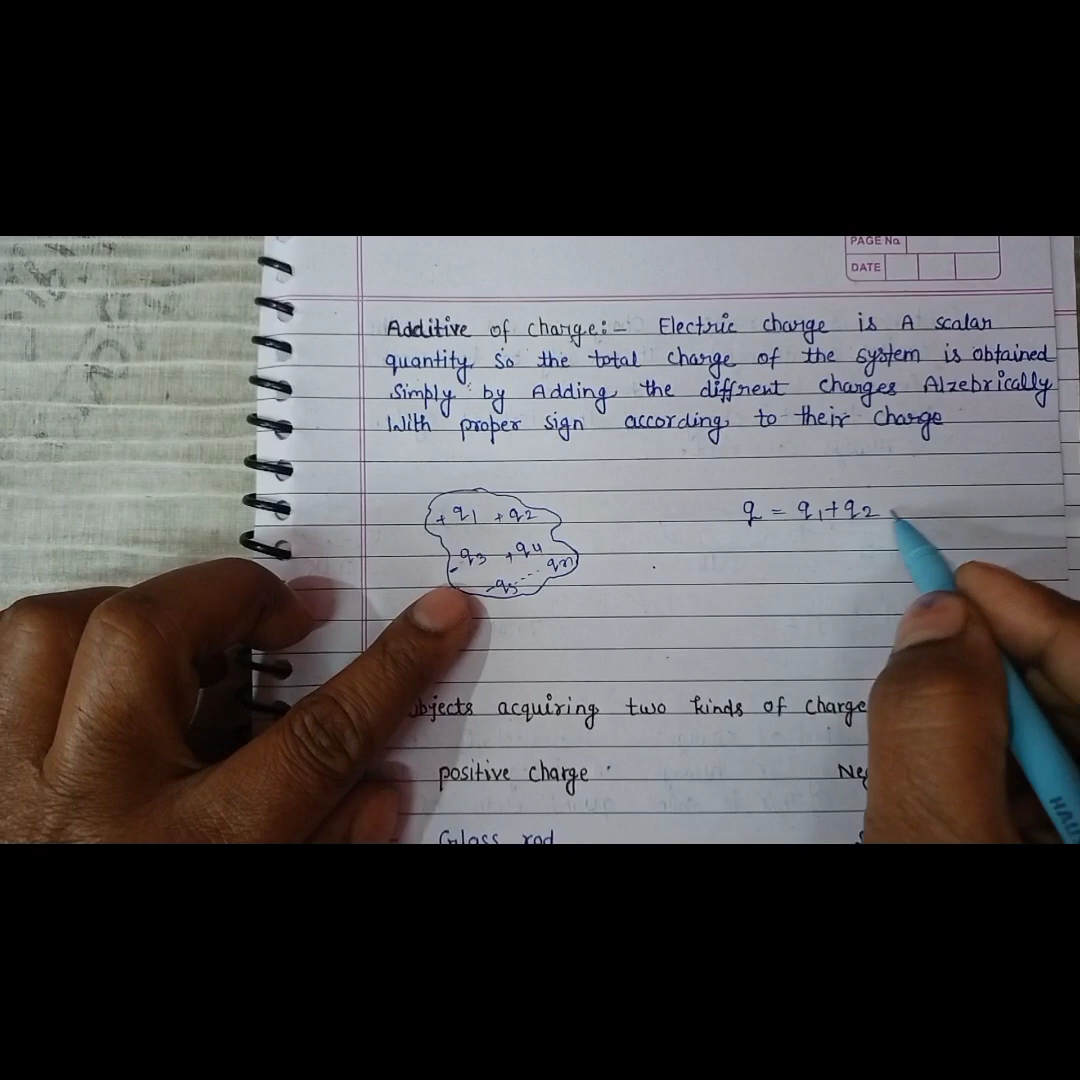 PAGE No
DATE
Additive of charge:- Electric charge is A scalar
quantity, so the total charge of the system is obtained
Simply by Adding the diffrent charges Alzebrically
With proper sign according to their charge
+q1 +q2
q = q1+q2
-q3 +q4
-q5 ---- qn
objects acquiring two kinds of charge
positive charge
Glass rod